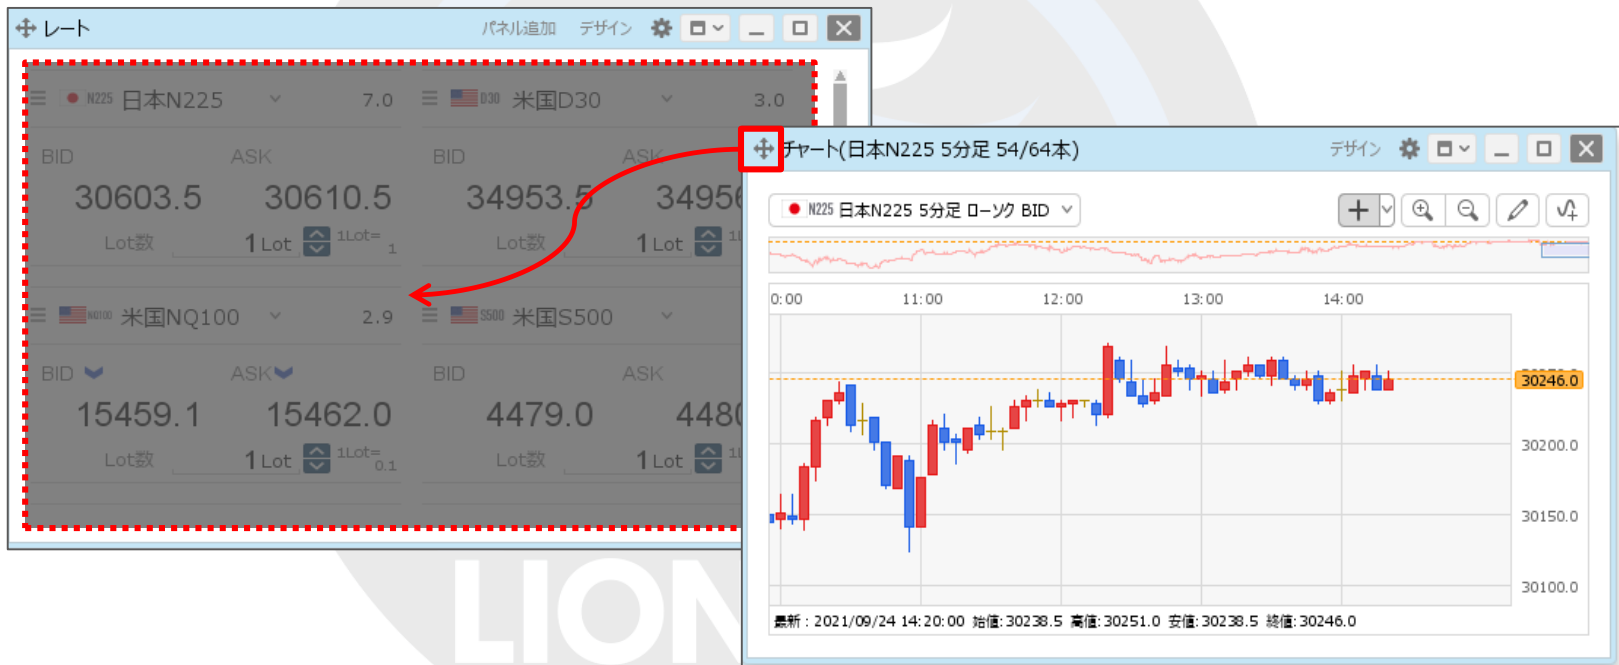 レート
パネル追加 デザイン
N225 日本N225 7.0
D30 米国D30 3.0
BID ASK
30603.5 30610.5
Lot数 1 Lot 1Lot= 1
BID ASK
34953.5 3495
Lot数 1 Lot
NQ100 米国NQ100 2.9
S500 米国S500
BID ASK
15459.1 15462.0
Lot数 1 Lot 1Lot= 0.1
BID ASK
4479.0 448
Lot数 1 Lot
チャート(日本N225 5分足 54/64本)
デザイン
N225 日本N225 5分足 ローソク BID
0:00 11:00 12:00 13:00 14:00
30246.0
30200.0
30150.0
30100.0
最新 : 2021/09/24 14:20:00 始値:30238.5 高値:30251.0 安値:30238.5 終値:30246.0
LION